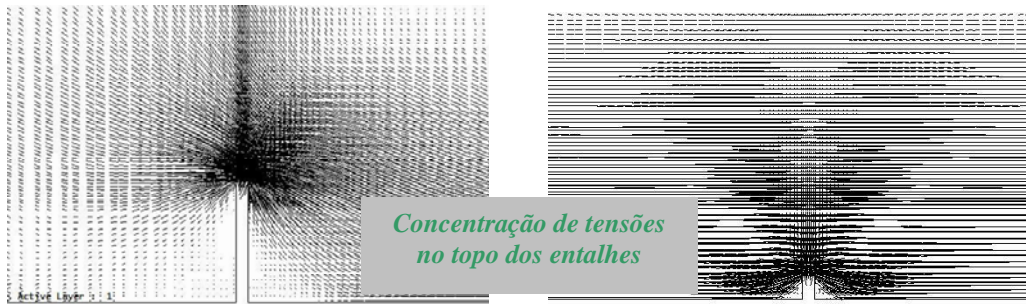 Concentração de tensões
no topo dos entalhes
Active Layer : 1